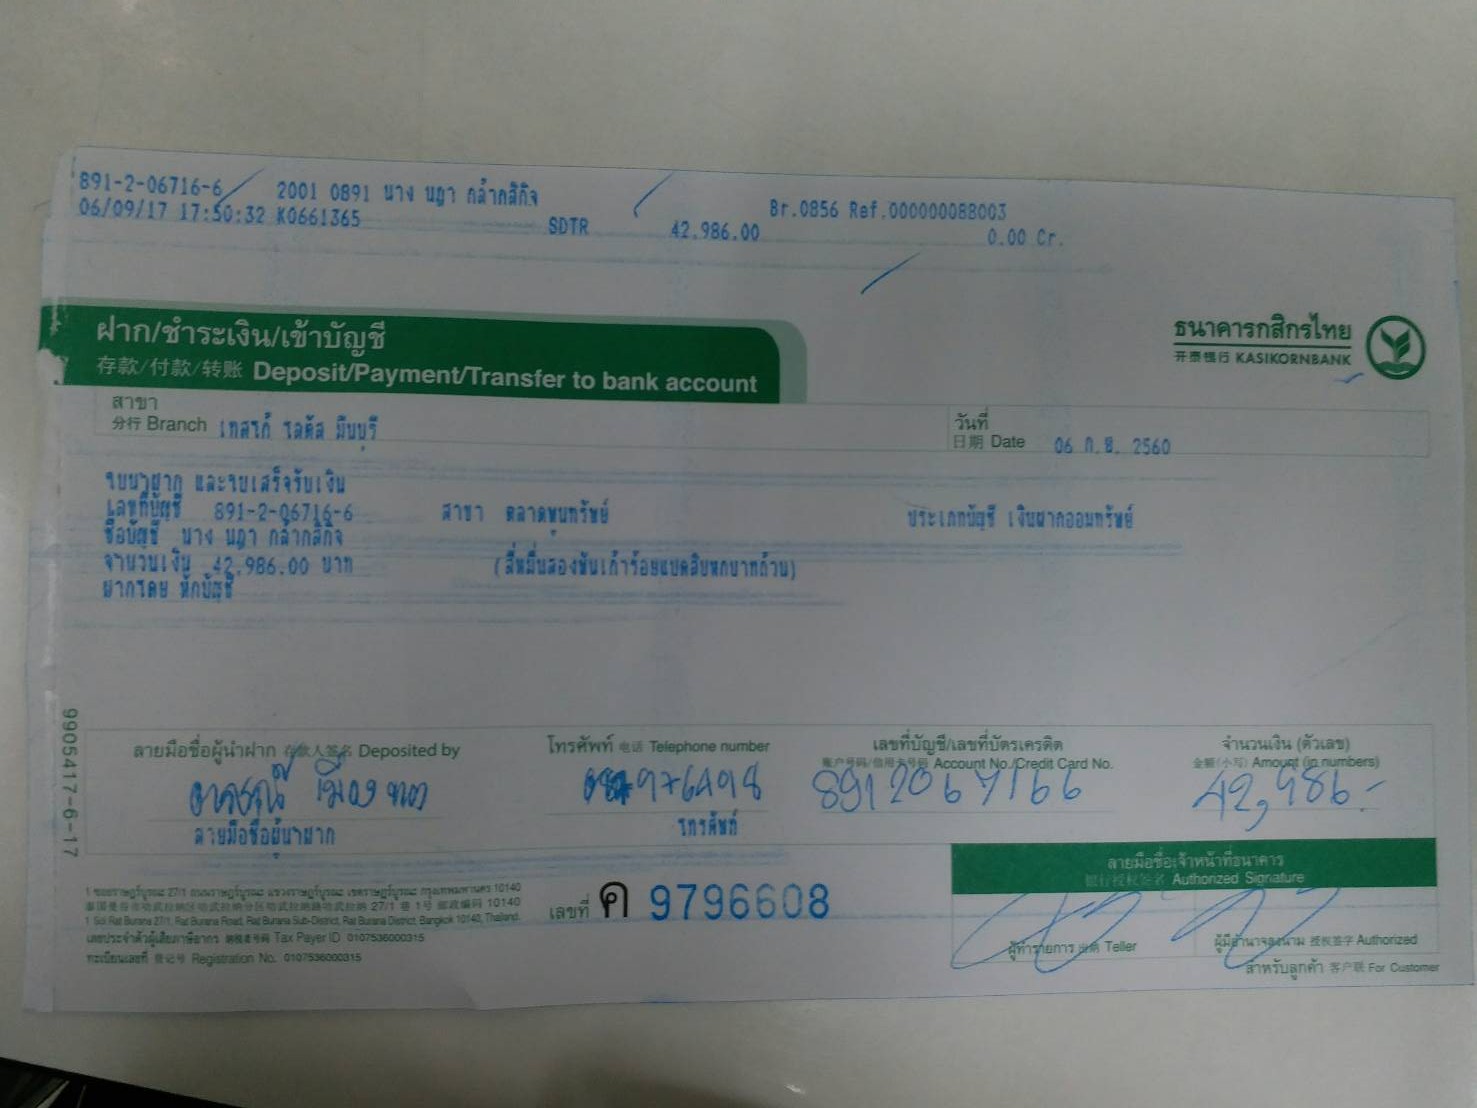 891-2-06716-6 2001 0891 นาง นฎา กล้ากสิกิจ Br.0856 Ref.000000088003
06/09/17 17:50:32 K0661365 SDTR 42,986.00 0.00 Cr.
ฝาก/ชำระเงิน/เข้าบัญชี
存款/付款/转账 Deposit/Payment/Transfer to bank account
ธนาคารกสิกรไทย
开泰银行 KASIKORNBANK
สาขา
分行 Branch เทสโก้ โลตัส มีนบุรี
วันที่
日期 Date 06 ก.ย. 2560
ใบนำฝาก และใบเสร็จรับเงิน
เลขที่บัญชี 891-2-06716-6 สาขา ตลาดพูนทรัพย์ ประเภทบัญชี เงินฝากออมทรัพย์
ชื่อบัญชี นาง นฎา กล้ากสิกิจ
จำนวนเงิน 42,986.00 บาท (สี่หมื่นสองพันเก้าร้อยแปดสิบหกบาทถ้วน)
ฝากโดย หักบัญชี
9905417-6-17
ลายมือชื่อผู้นำฝาก 存款人签名 Deposited by
โทรศัพท์ 电话 Telephone number
เลขที่บัญชี/เลขที่บัตรเครดิต
账户号码/信用卡号码 Account No./Credit Card No.
จำนวนเงิน (ตัวเลข)
金额(小写) Amount (in numbers)
976498 8912067166 42,986.-
ลายมือชื่อผู้นำฝาก โทรศัพท์
ลายมือชื่อเจ้าหน้าที่ธนาคาร
银行授权签名 Authorized Signature
ผู้ทำรายการ Teller
ผู้มีอำนาจลงนาม 授权签字 Authorized
สำหรับลูกค้า 客户联 For Customer
1 ซอยราษฎร์บูรณะ 27/1 ถนนราษฎร์บูรณะ แขวงราษฎร์บูรณะ เขตราษฎร์บูรณะ กรุงเทพมหานคร 10140
1 Soi Rat Burana 27/1, Rat Burana Road, Rat Burana Sub-District, Rat Burana District, Bangkok 10140, Thailand.
เลขประจำตัวผู้เสียภาษีอากร 纳税者号码 Tax Payer ID 0107536000315
ทะเบียนเลขที่ 登记号 Registration No. 0107536000315
เลขที่ ค 9796608